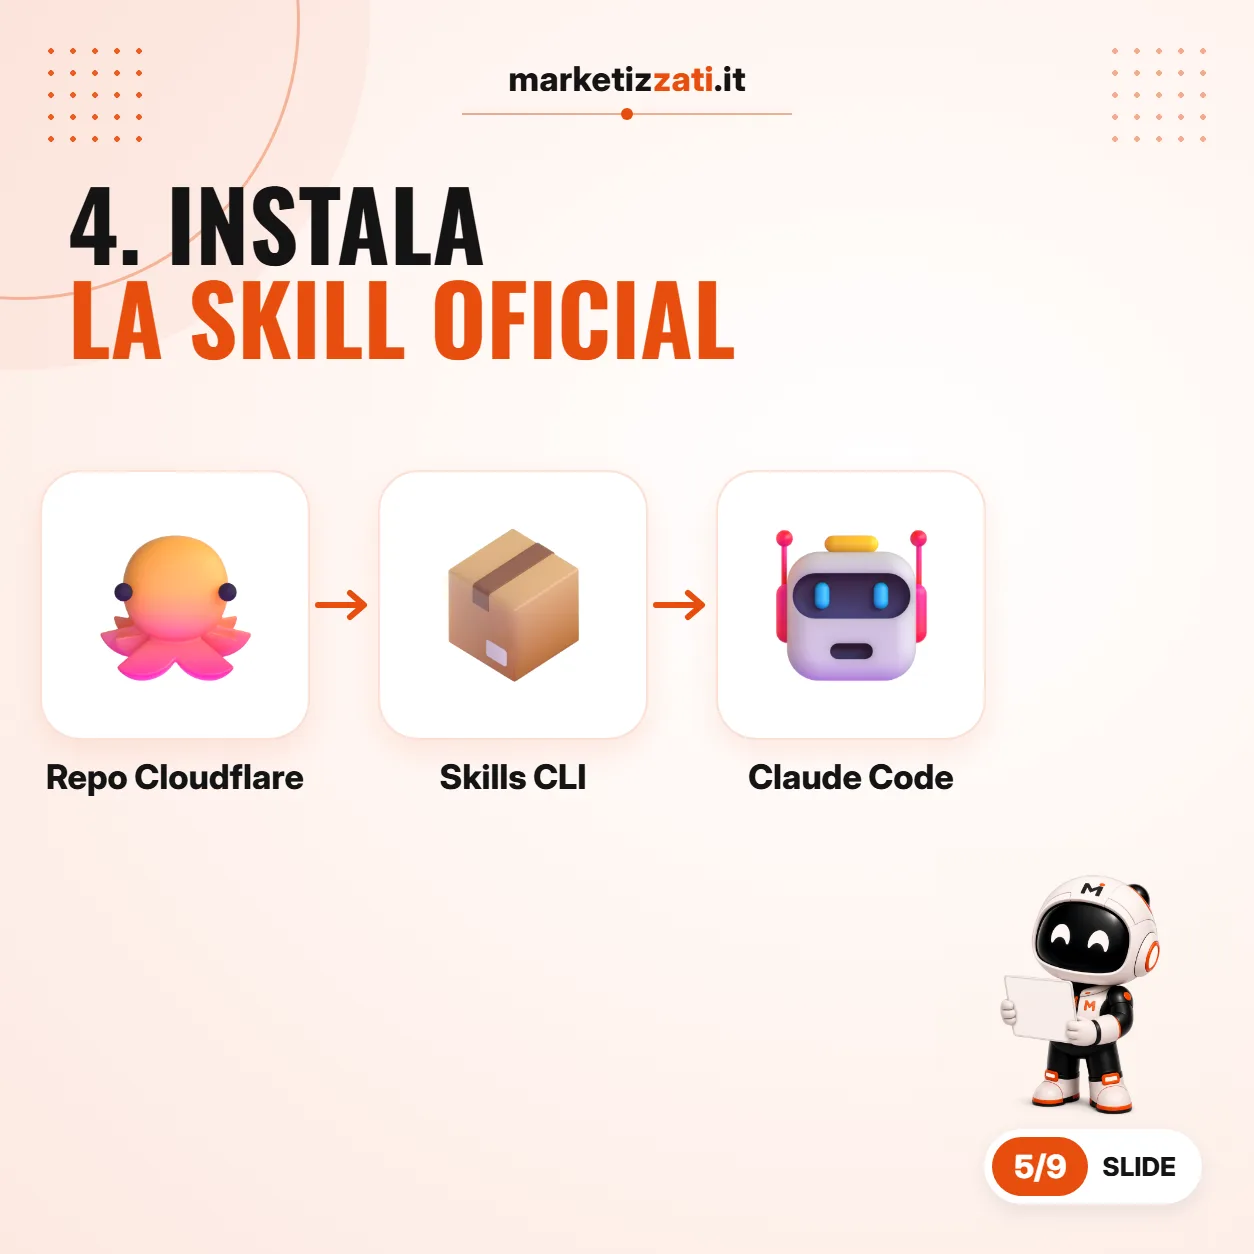 marketizzati.it
4. INSTALA
LA SKILL OFICIAL
Repo Cloudflare
Skills CLI
Claude Code
M
M
5/9 SLIDE